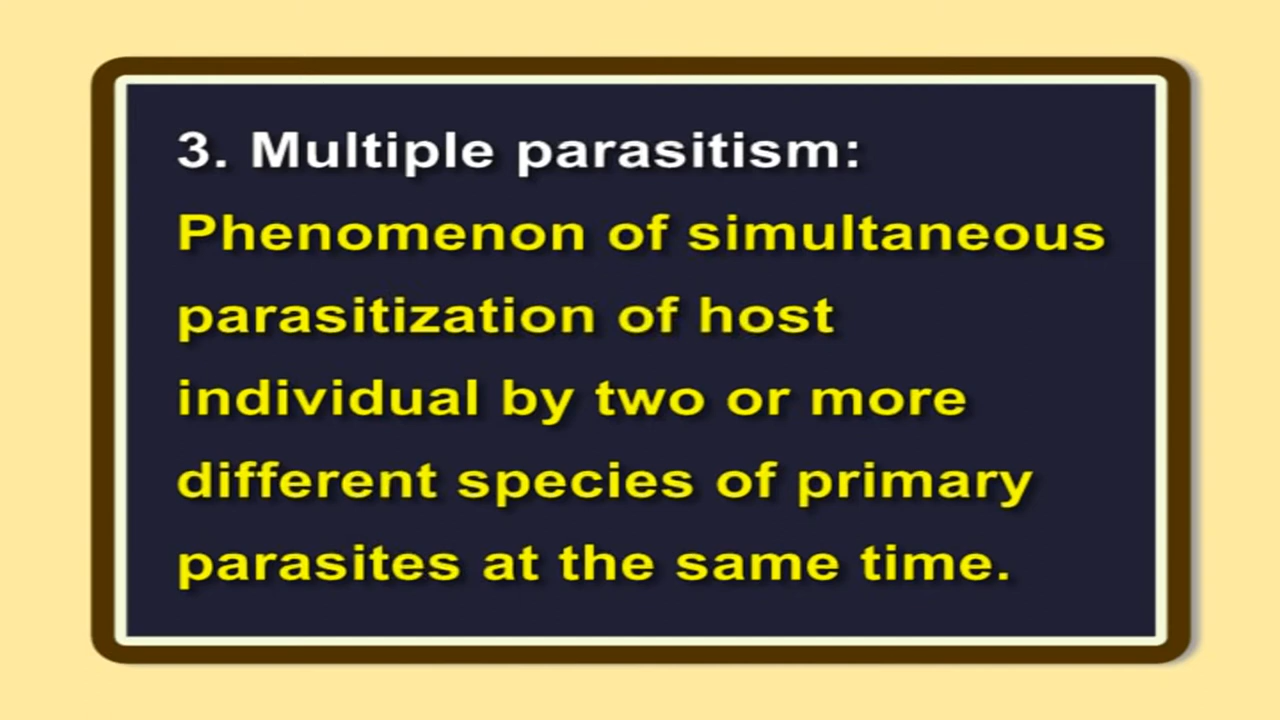 3. Multiple parasitism:
Phenomenon of simultaneous
parasitization of host
individual by two or more
different species of primary
parasites at the same time.